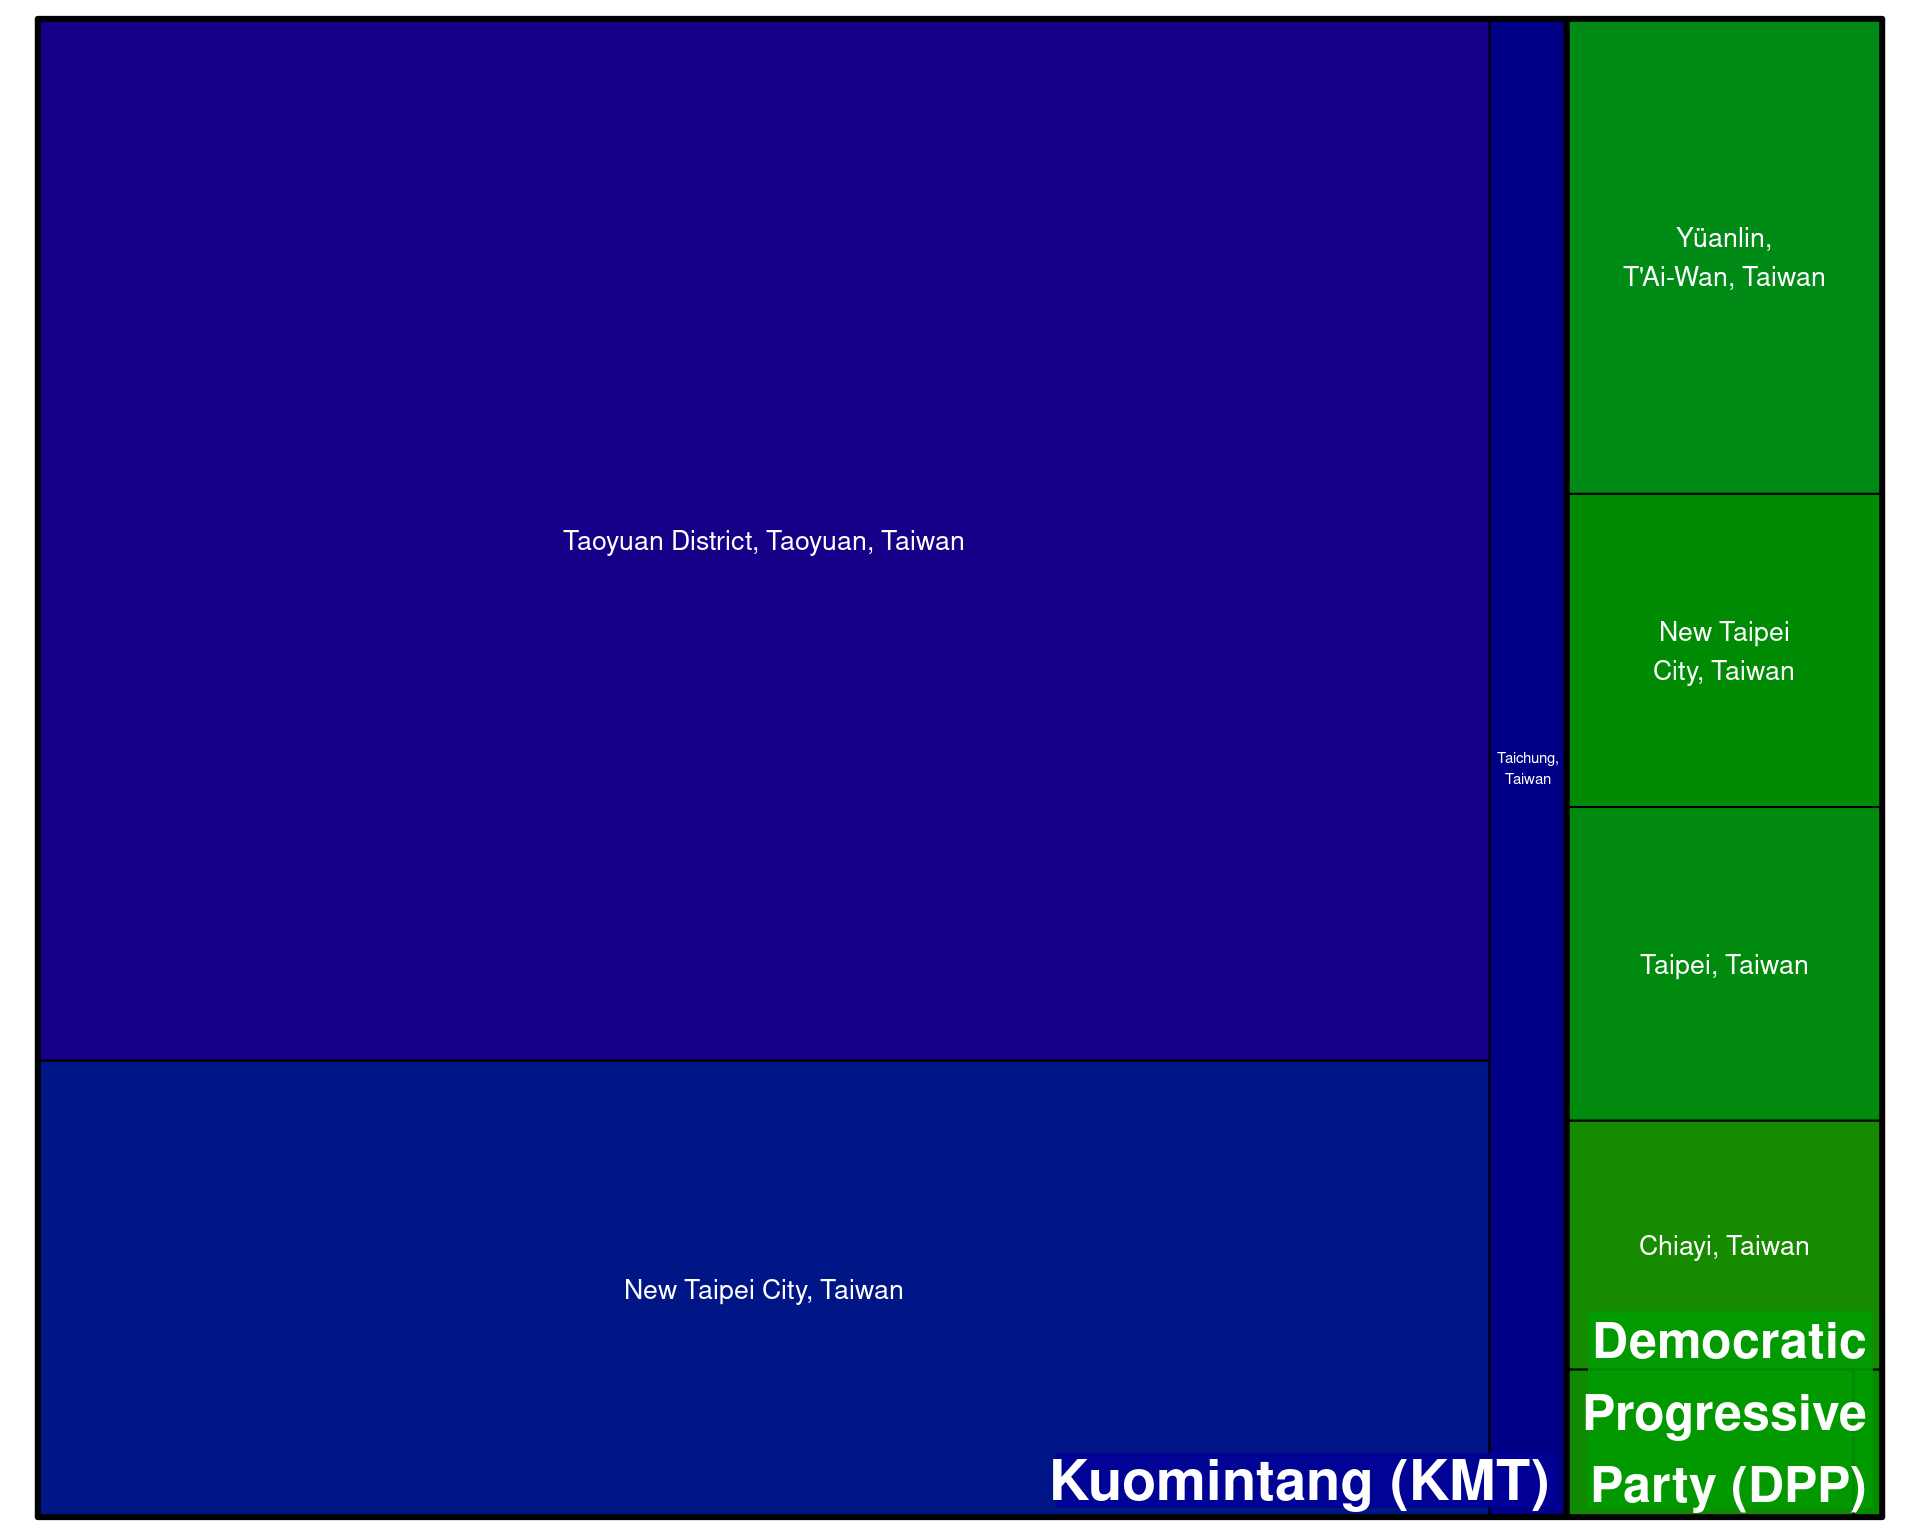 Taoyuan District, Taoyuan, Taiwan
New Taipei City, Taiwan
Kuomintang (KMT)
Taichung,
Taiwan
Yüanlin,
T'Ai-Wan, Taiwan
New Taipei
City, Taiwan
Taipei, Taiwan
Chiayi, Taiwan
Democratic
Progressive
Party (DPP)